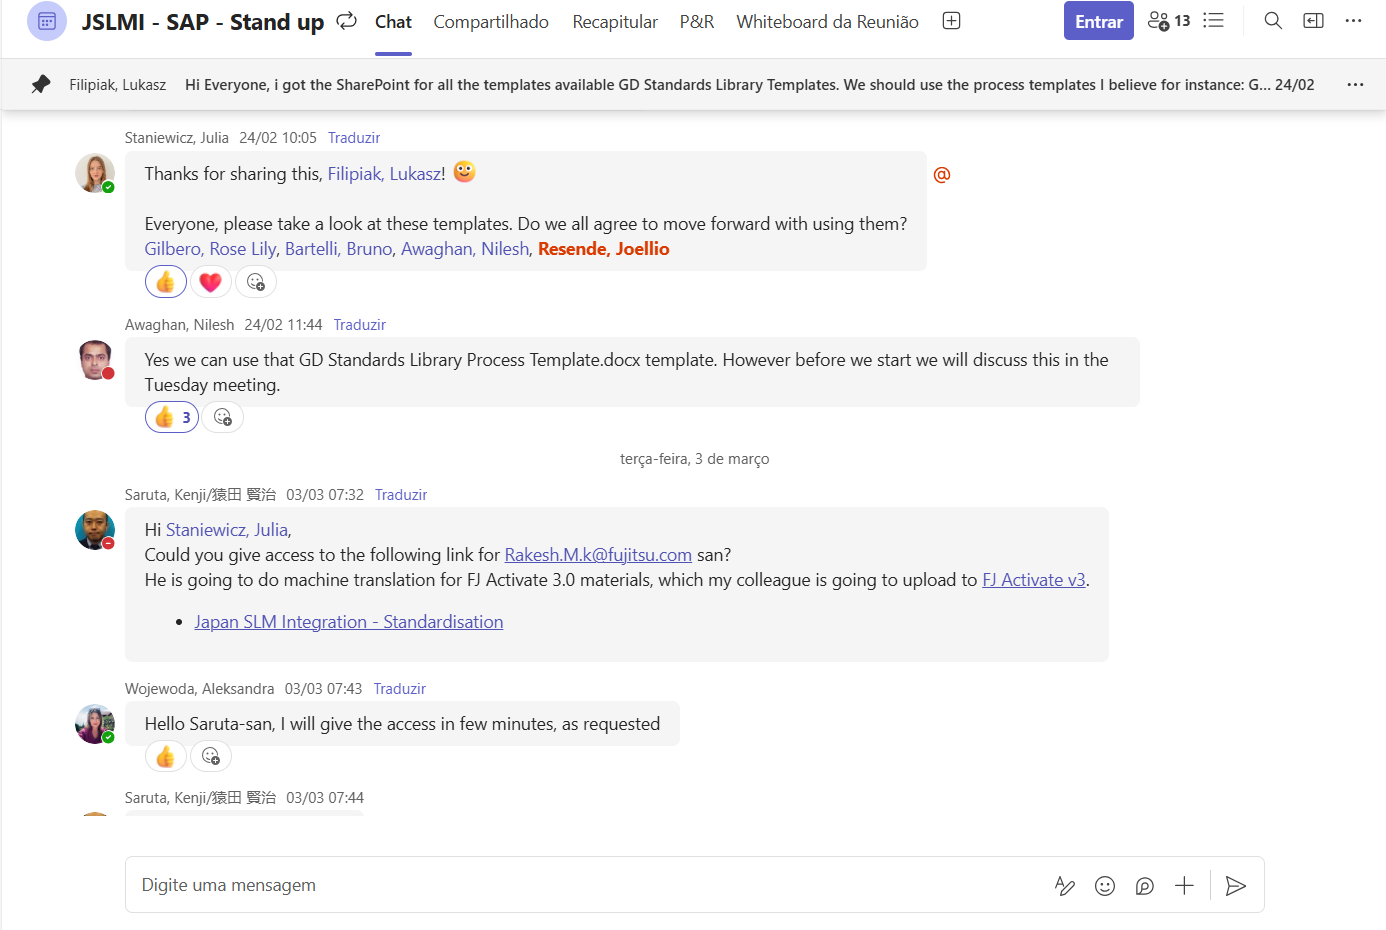 JSLMI - SAP - Stand up Chat Compartilhado Recapitular P&R Whiteboard da Reunião Entrar 13
Filipiak, Lukasz Hi Everyone, i got the SharePoint for all the templates available GD Standards Library Templates. We should use the process templates I believe for instance: G... 24/02
Staniewicz, Julia 24/02 10:05 Traduzir
Thanks for sharing this, Filipiak, Lukasz!
@
Everyone, please take a look at these templates. Do we all agree to move forward with using them?
Gilbero, Rose Lily, Bartelli, Bruno, Awaghan, Nilesh, Resende, Joellio
Awaghan, Nilesh 24/02 11:44 Traduzir
Yes we can use that GD Standards Library Process Template.docx template. However before we start we will discuss this in the
Tuesday meeting.
3
terça-feira, 3 de março
Saruta, Kenji/猿田 賢治 03/03 07:32 Traduzir
Hi Staniewicz, Julia,
Could you give access to the following link for Rakesh.M.k@fujitsu.com san?
He is going to do machine translation for FJ Activate 3.0 materials, which my colleague is going to upload to FJ Activate v3.
• Japan SLM Integration - Standardisation
Wojewoda, Aleksandra 03/03 07:43 Traduzir
Hello Saruta-san, I will give the access in few minutes, as requested
Saruta, Kenji/猿田 賢治 03/03 07:44
Digite uma mensagem